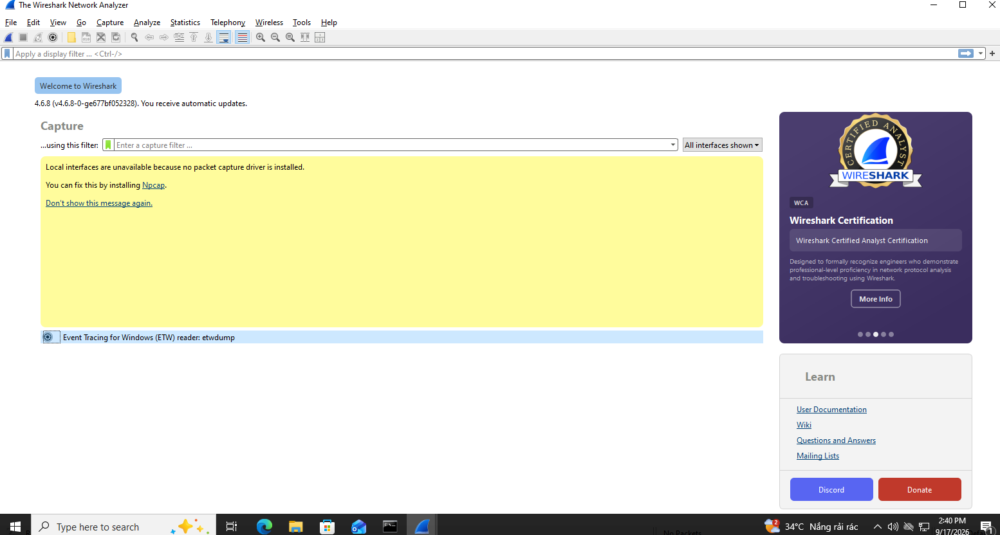 The Wireshark Network Analyzer
File Edit View Go Capture Analyze Statistics Telephony Wireless Tools Help
Apply a display filter ... <Ctrl-/>
Welcome to Wireshark
4.6.8 (v4.6.8-0-ge677bf052328). You receive automatic updates.
Capture
...using this filter: Enter a capture filter ... All interfaces shown
Local interfaces are unavailable because no packet capture driver is installed.
You can fix this by installing Npcap.
Don't show this message again.
Event Tracing for Windows (ETW) reader: etwdump
CERTIFIED ANALYST
WIRESHARK
WCA
Wireshark Certification
Wireshark Certified Analyst Certification
Designed to formally recognize engineers who demonstrate
professional-level proficiency in network protocol analysis
and troubleshooting using Wireshark.
More Info
Learn
User Documentation
Wiki
Questions and Answers
Mailing Lists
Discord Donate
No Packets
Type here to search
2
34°C Nắng rải rác
2:40 PM
9/17/2026
1